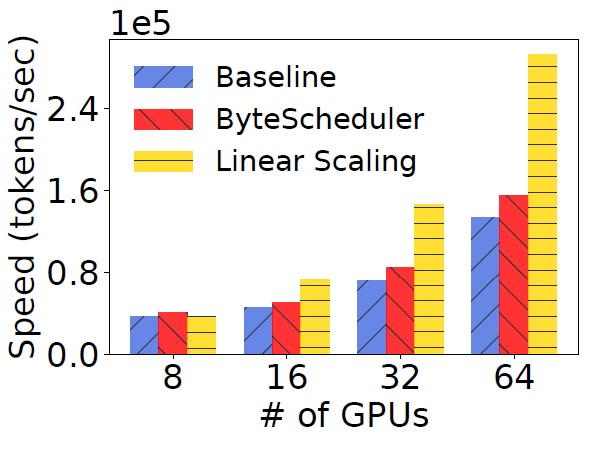 1e5
Speed (tokens/sec)
2.4
1.6
0.8
0.0
Baseline
ByteScheduler
Linear Scaling
8 16 32 64
# of GPUs